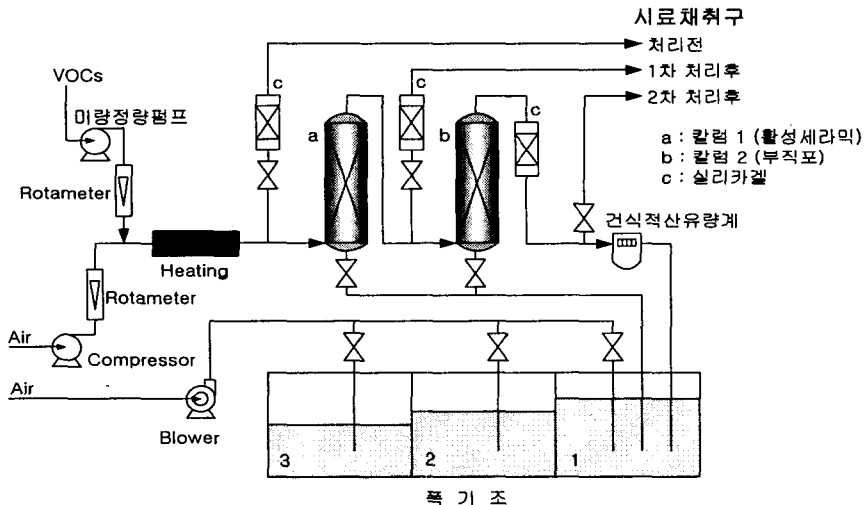 시료채취구
처리전
1차 처리후
2차 처리후
VOCs
미량정량펌프
c
c
c
a
b
a : 칼럼 1 (활성세라믹)
b : 칼럼 2 (부직포)
c : 실리카겔
Rotameter
건식적산유량계
Heating
Rotameter
Air
Compressor
Air
Blower
3
2
1
폭 기 조